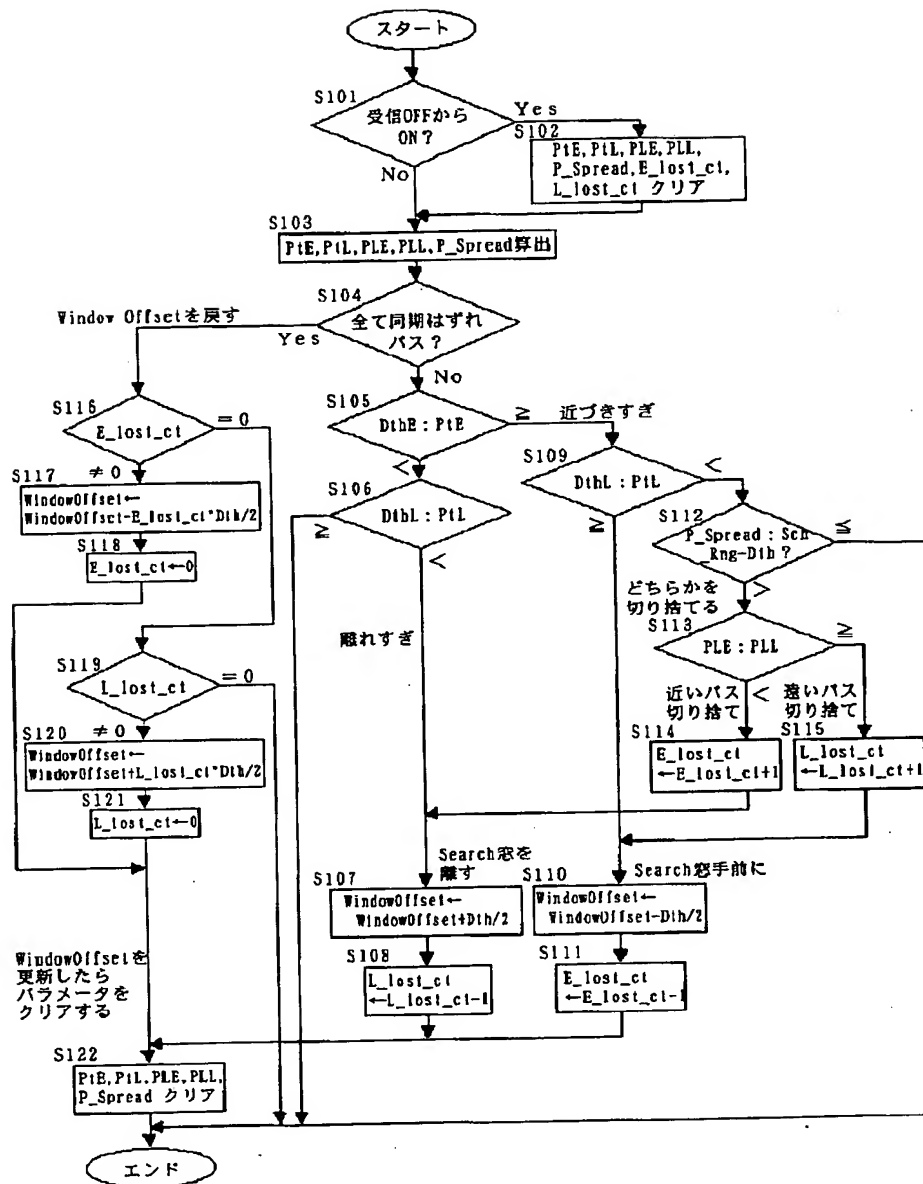 スタート
S101
受信OFFから
ON?
Yes
No
S102
PtE, PtL, PLE, PLL,
P_Spread, E_lost_ct,
L_lost_ct クリア
S103
PtE, PtL, PLE, PLL, P_Spread算出
S104
全て同期はずれ
パス?
Window Offsetを戻す
Yes
No
S105
DthE : PtE
≧
近づきすぎ
<
S116
E_lost_ct
=0
≠0
S109
DthL : PtL
<
≧
S117
WindowOffset←
WindowOffset-E_lost_ct*Dth/2
S106
DthL : PtL
≧
<
S112
P_Spread : Sch
_Rng-Dth ?
≦
>
S118
E_lost_ct←0
どちらかを
切り捨てる
離れすぎ
S113
PLE : PLL
≧
<
S119
L_lost_ct
=0
≠0
近いパス
切り捨て
遠いパス
切り捨て
S120
WindowOffset←
WindowOffset+L_lost_ct*Dth/2
S114
E_lost_ct
←E_lost_ct+1
S115
L_lost_ct
←L_lost_ct+1
S121
L_lost_ct←0
Search窓を
離す
Search窓手前に
S107
WindowOffset←
WindowOffset+Dth/2
S110
WindowOffset←
WindowOffset-Dth/2
S108
L_lost_ct
←L_lost_ct-1
S111
E_lost_ct
←E_lost_ct-1
WindowOffsetを
更新したら
パラメータを
クリアする
S122
PtE, PtL, PLE, PLL,
P_Spread クリア
エンド